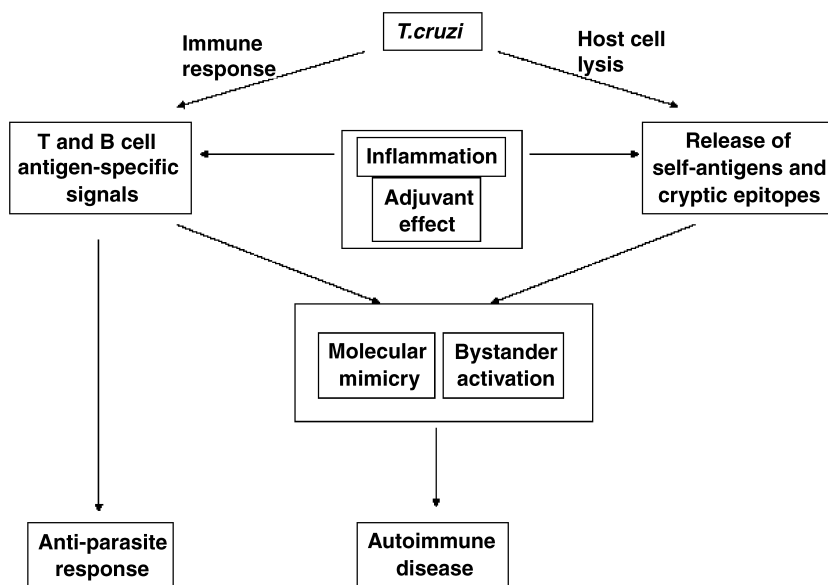 T.cruzi
Immune
response
Host cell
lysis
T and B cell
antigen-specific
signals
Inflammation
Adjuvant
effect
Release of
self-antigens and
cryptic epitopes
Molecular
mimicry
Bystander
activation
Anti-parasite
response
Autoimmune
disease